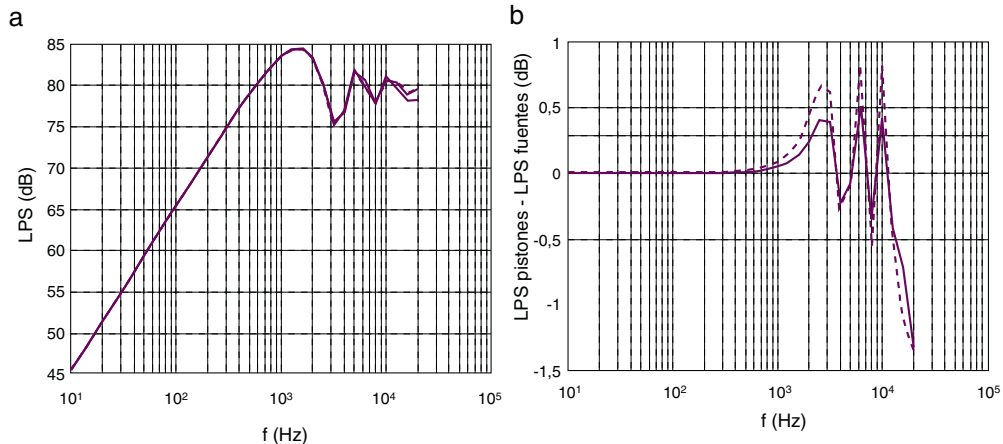 a
85
80
75
70
65
60
55
50
45
LPS (dB)
10¹ 10² 10³ 10⁴ 10⁵
f (Hz)
b
1
0,5
0
-0,5
-1
-1,5
LPS pistones - LPS fuentes (dB)
10¹ 10² 10³ 10⁴ 10⁵
f (Hz)